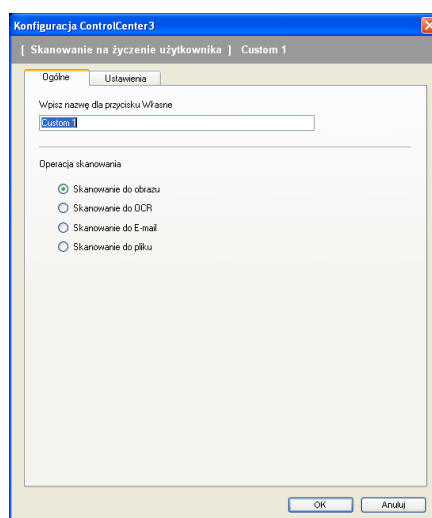 Konfiguracja ControlCenter3
[ Skanowanie na życzenie użytkownika ] Custom 1
Ogólne Ustawienia
Wpisz nazwę dla przycisku Własne
Custom 1
Operacja skanowania
Skanowanie do obrazu
Skanowanie do OCR
Skanowanie do E-mail
Skanowanie do pliku
OK Anuluj